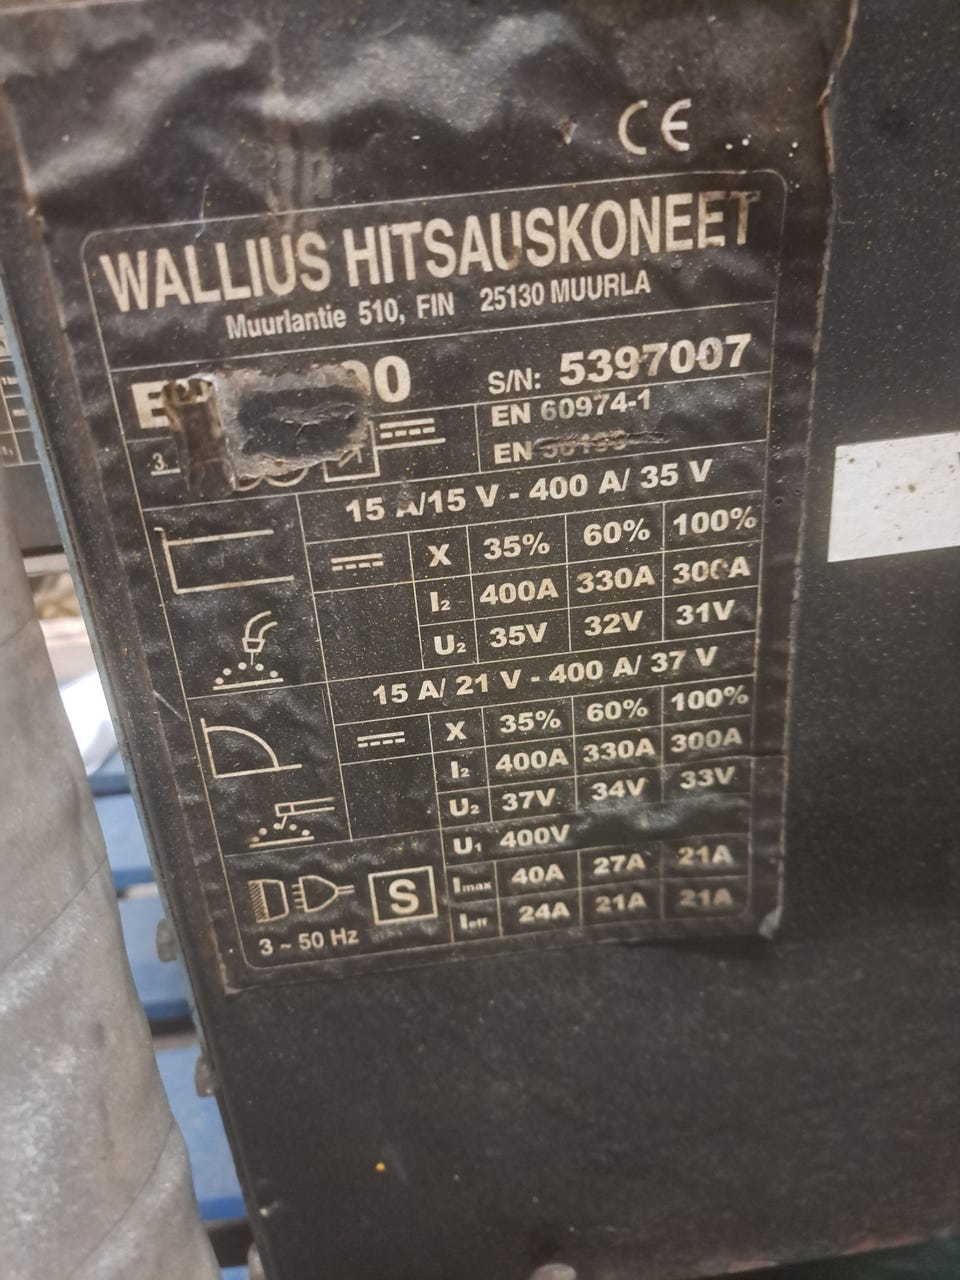 CE
WALLIUS HITSAUSKONEET
Muurlantie 510, FIN 25130 MUURLA
S/N: 5397007
EN 60974-1
EN
3~
15 A/15 V - 400 A/ 35 V
X 35% 60% 100%
I₂ 400A 330A 300A
U₂ 35V 32V 31V
15 A/ 21 V - 400 A/ 37 V
X 35% 60% 100%
I₂ 400A 330A 300A
U₂ 37V 34V 33V
U₁ 400V
Imax 40A 27A 21A
S
Ieff 24A 21A 21A
3 ~ 50 Hz